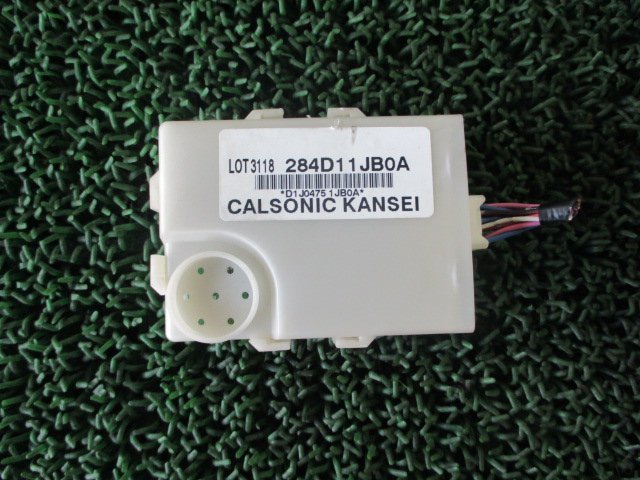 LOT3118 284D11JB0A
*D1J0475 1JB0A*
CALSONIC KANSEI